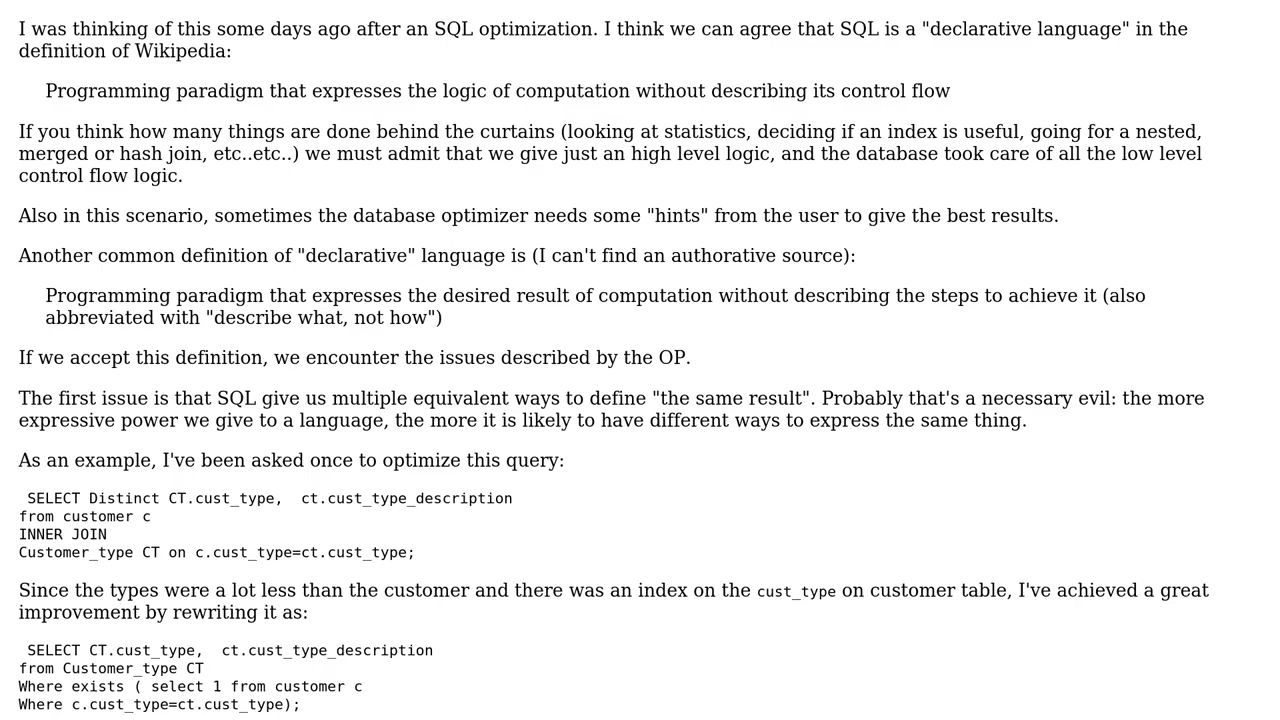 I was thinking of this some days ago after an SQL optimization. I think we can agree that SQL is a "declarative language" in the
definition of Wikipedia:
Programming paradigm that expresses the logic of computation without describing its control flow
If you think how many things are done behind the curtains (looking at statistics, deciding if an index is useful, going for a nested,
merged or hash join, etc..etc..) we must admit that we give just an high level logic, and the database took care of all the low level
control flow logic.
Also in this scenario, sometimes the database optimizer needs some "hints" from the user to give the best results.
Another common definition of "declarative" language is (I can't find an authorative source):
Programming paradigm that expresses the desired result of computation without describing the steps to achieve it (also
abbreviated with "describe what, not how")
If we accept this definition, we encounter the issues described by the OP.
The first issue is that SQL give us multiple equivalent ways to define "the same result". Probably that's a necessary evil: the more
expressive power we give to a language, the more it is likely to have different ways to express the same thing.
As an example, I've been asked once to optimize this query:
SELECT Distinct CT.cust_type,  ct.cust_type_description
from customer c
INNER JOIN
Customer_type CT on c.cust_type=ct.cust_type;
Since the types were a lot less than the customer and there was an index on the cust_type on customer table, I've achieved a great
improvement by rewriting it as:
SELECT CT.cust_type,  ct.cust_type_description
from Customer_type CT
Where exists ( select 1 from customer c
Where c.cust_type=ct.cust_type);